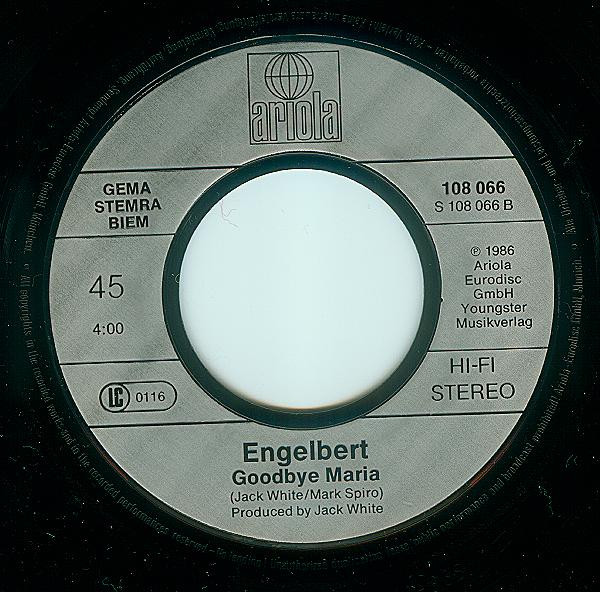 ariola
GEMA
STEMRA
BIEM
108 066
S 108 066 B
℗ 1986
Ariola
Eurodisc
GmbH
Youngster
Musikverlag
45
4:00
LC 0116
HI-FI
STEREO
Engelbert
Goodbye Maria
(Jack White/Mark Spiro)
Produced by Jack White